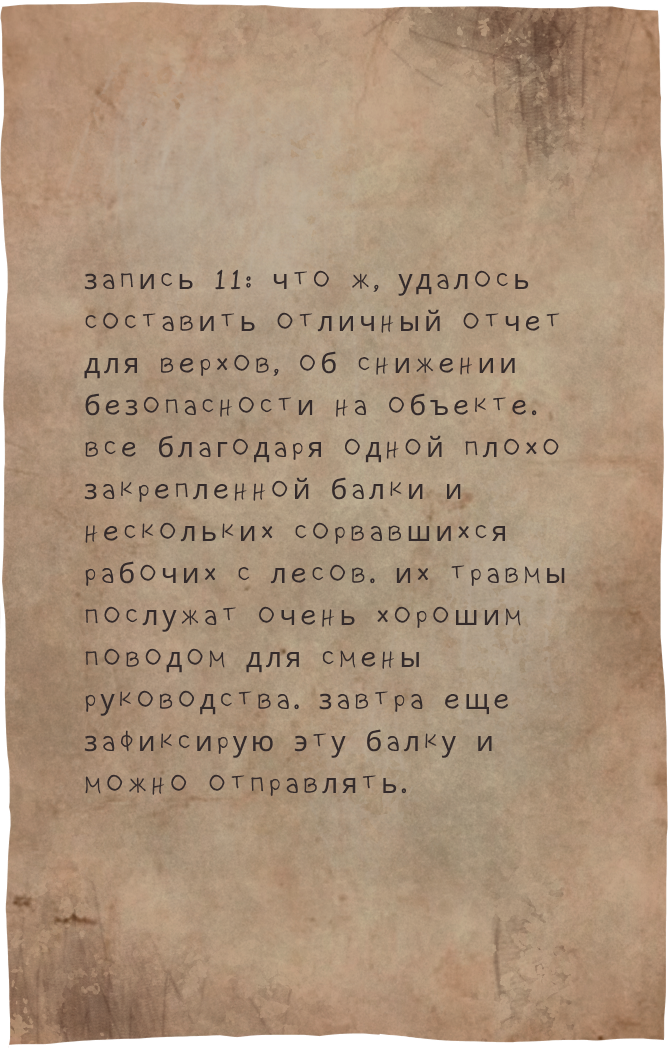 запись 11: что ж, удалось
составить отличный отчет
для верхов, об снижении
безопасности на объекте.
все благодаря одной плохо
закрепленной балки и
нескольких сорвавшихся
рабочих с лесов. их травмы
послужат очень хорошим
поводом для смены
руководства. завтра еще
зафиксирую эту балку и
можно отправлять.